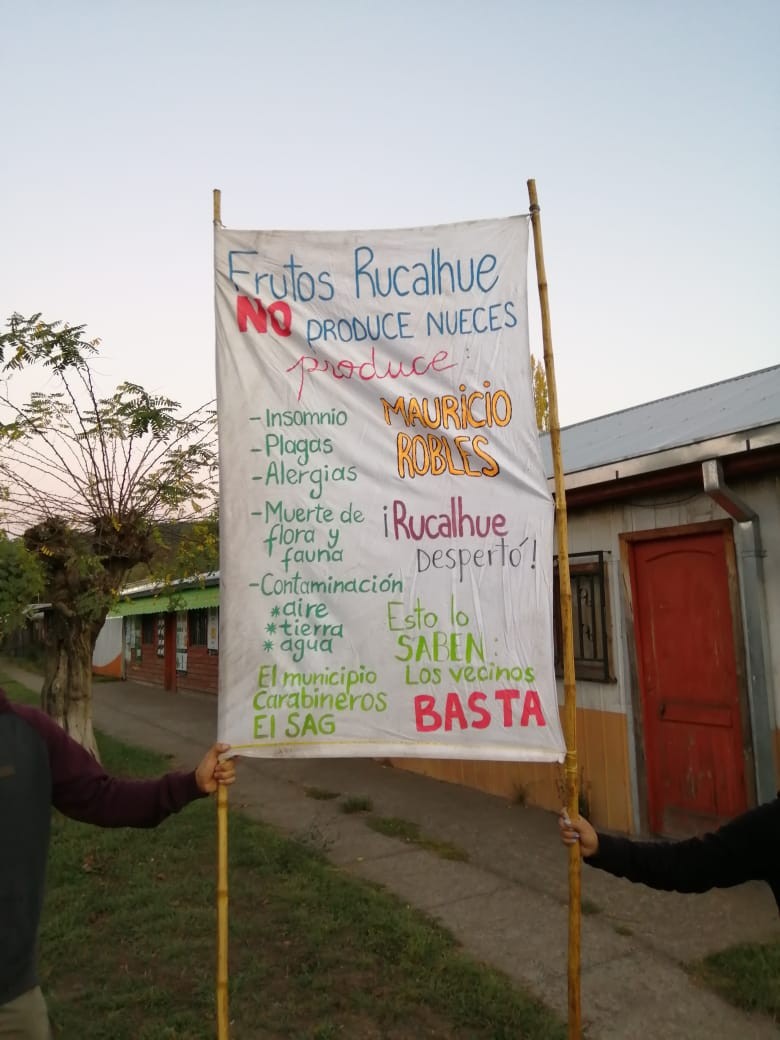 Frutos Rucalhue
NO PRODUCE NUECES
produce:
-Insomnio
-Plagas
-Alergias
-Muerte de
flora y
fauna
-Contaminación
*aire
*tierra
*agua
MAURICIO
ROBLES
¡Rucalhue
DESPERTÓ!
Esto lo
SABEN:
El municipio
Carabineros
El SAG
Los vecinos
BASTA